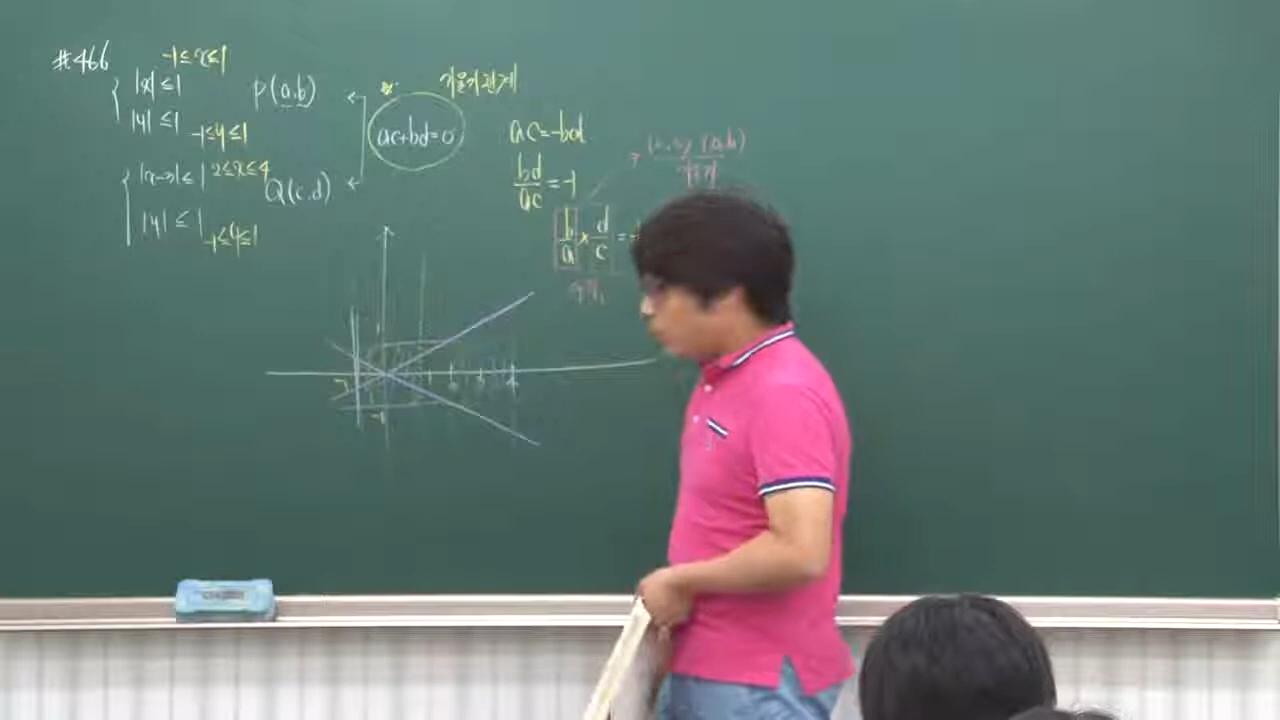 #466
-1≤x≤1
|x|≤1
|y|≤1
-1≤y≤1
P(a,b)
|x-3|≤1
2≤x≤4
|y|≤1
-1≤y≤1
Q(c,d)
ac+bd=0
기울기관계
ac=-bd
bd/ac=-1
b/a × d/c =